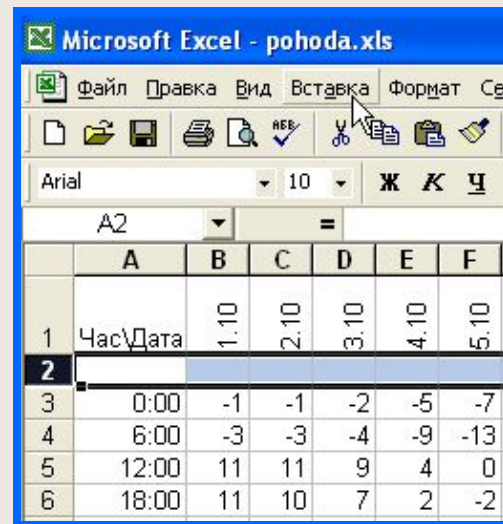 Microsoft Excel - pohoda.xls
Файл Правка Вид Вставка Формат Се
ABC
Arial 10 Ж К Ч
A2 =
A B C D E F
1 Час\Дата 1.10 2.10 3.10 4.10 5.10
2
3 0:00 -1 -1 -2 -5 -7
4 6:00 -3 -3 -4 -9 -13
5 12:00 11 11 9 4 0
6 18:00 11 10 7 2 -2